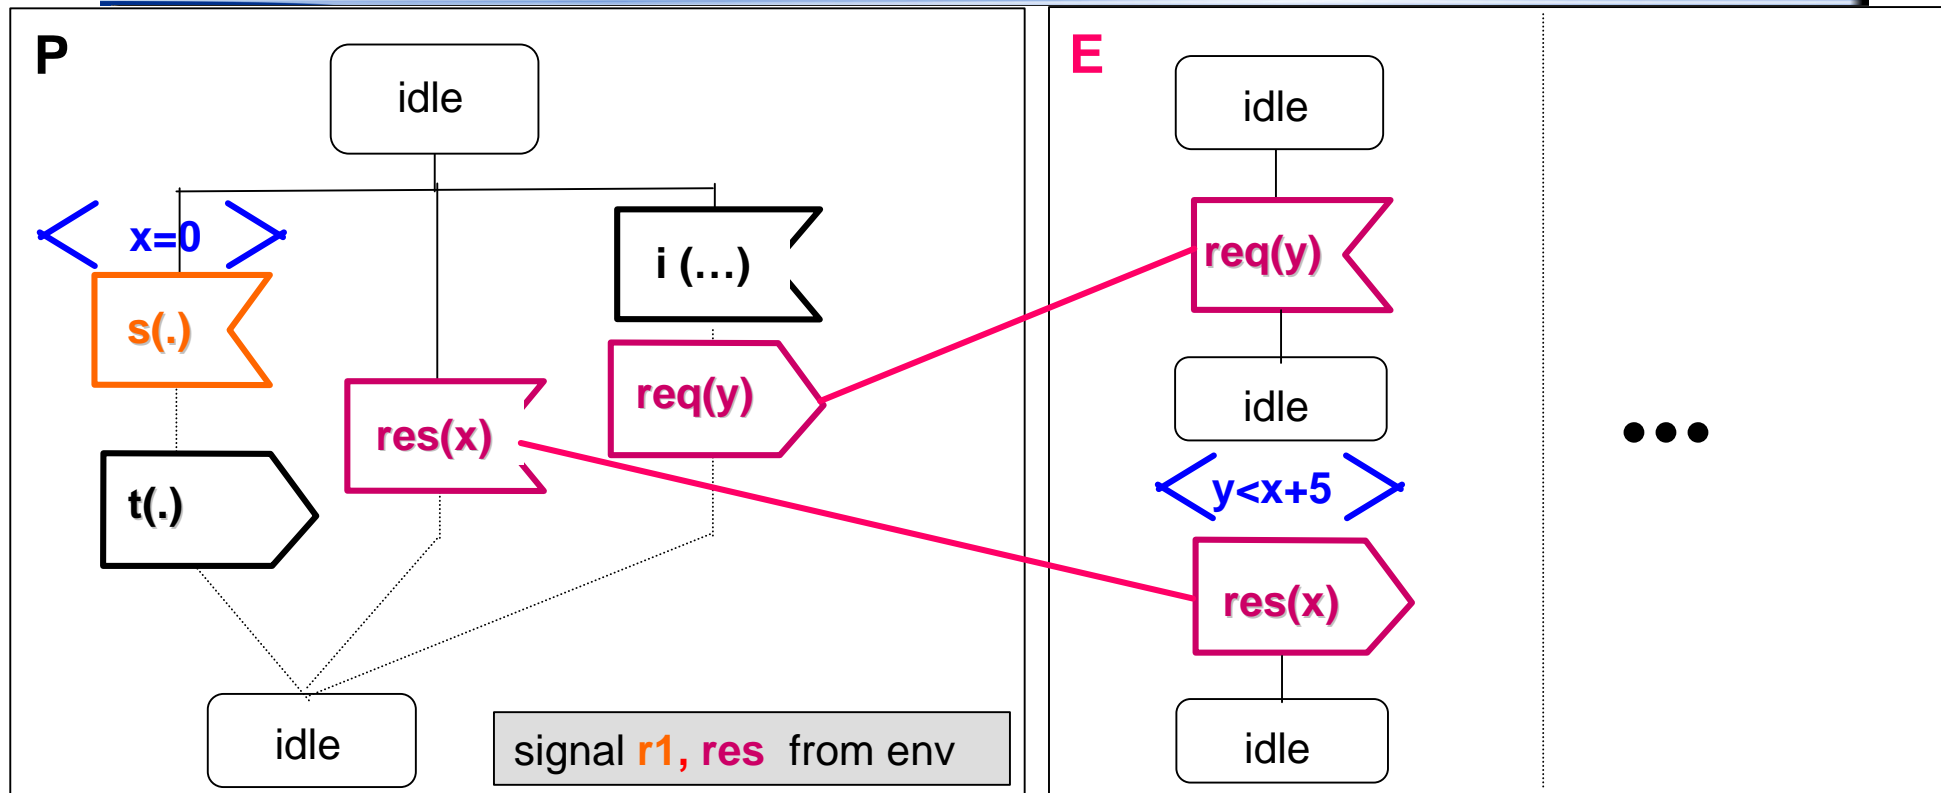 P
idle
x=0
s(.)
t(.)
res(x)
i (...)
req(y)
idle
signal r1, res from env
E
idle
req(y)
idle
y<x+5
res(x)
idle
•••